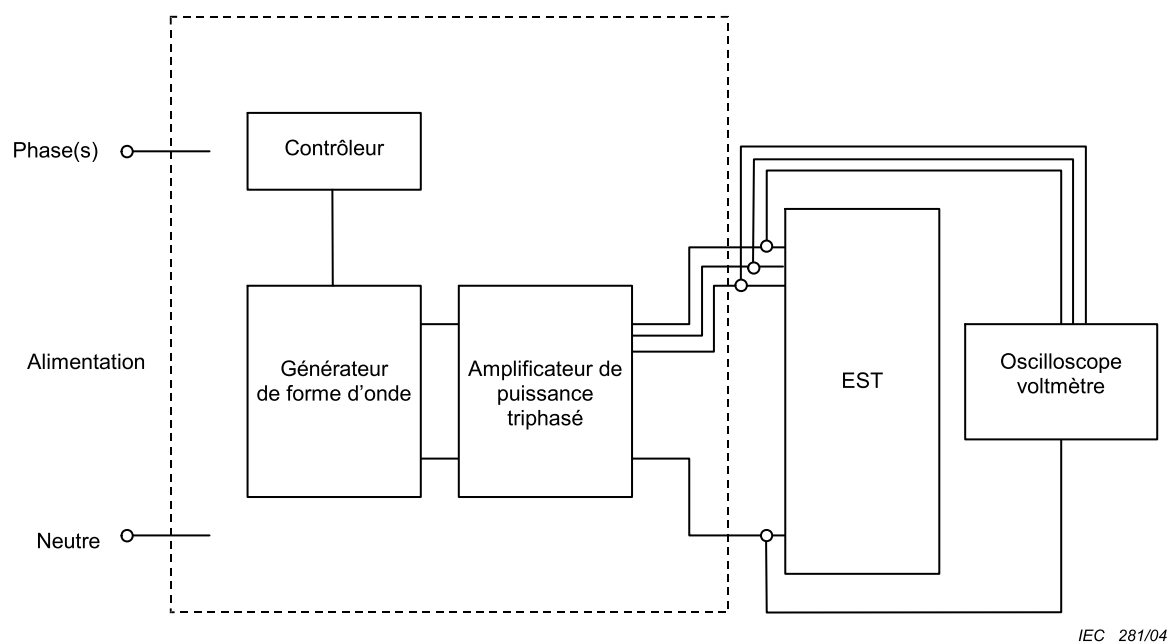 Phase(s)
Contrôleur
Alimentation
Générateur
de forme d'onde
Amplificateur de
puissance
triphasé
EST
Oscilloscope
voltmètre
Neutre
IEC 281/04